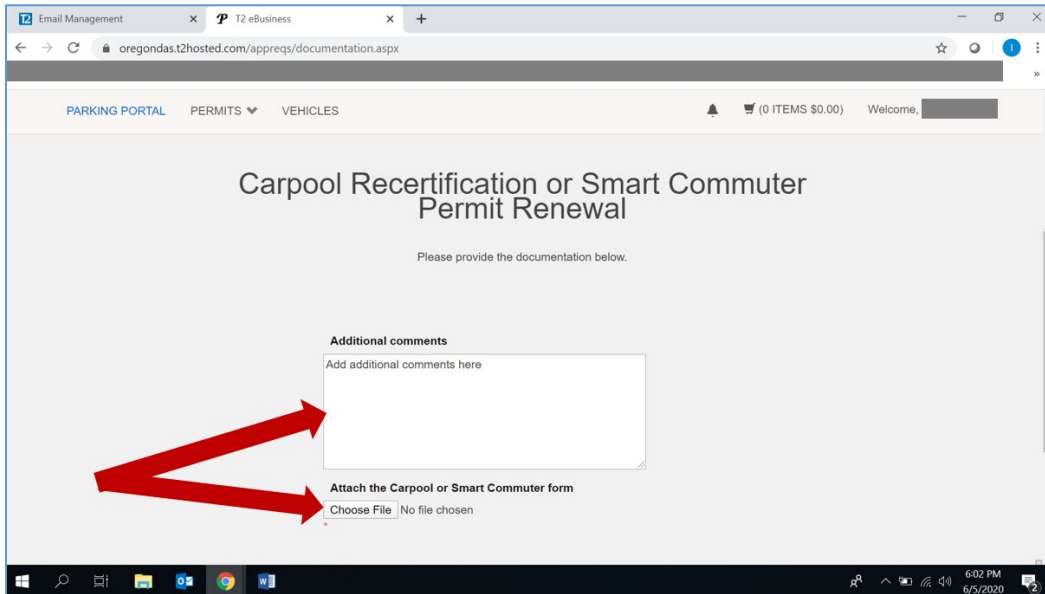 T2 Email Management
P T2 eBusiness
oregondas.t2hosted.com/appreqs/documentation.aspx
PARKING PORTAL PERMITS VEHICLES (0 ITEMS $0.00) Welcome,
Carpool Recertification or Smart Commuter
Permit Renewal
Please provide the documentation below.
Additional comments
Add additional comments here
Attach the Carpool or Smart Commuter form
Choose File No file chosen
*
6:02 PM
6/5/2020
2